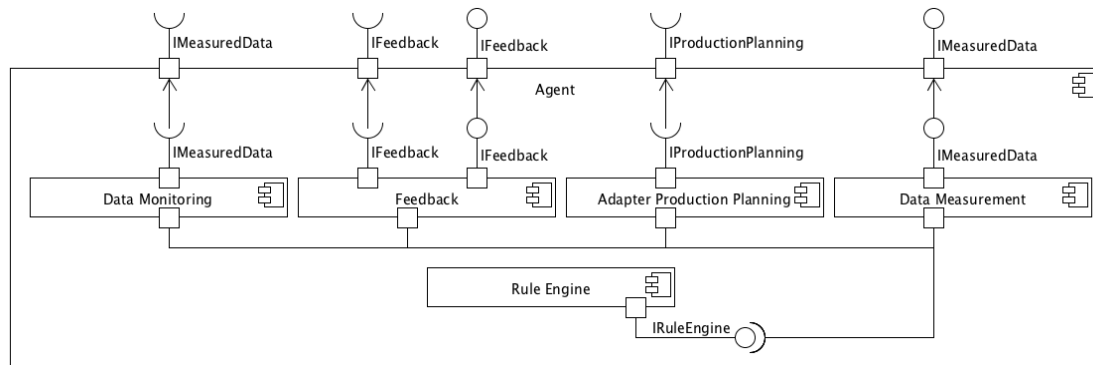 IMeasuredData
IFeedback
IFeedback
IProductionPlanning
IMeasuredData
Agent
IMeasuredData
IFeedback
IFeedback
IProductionPlanning
IMeasuredData
Data Monitoring
Feedback
Adapter Production Planning
Data Measurement
Rule Engine
IRuleEngine